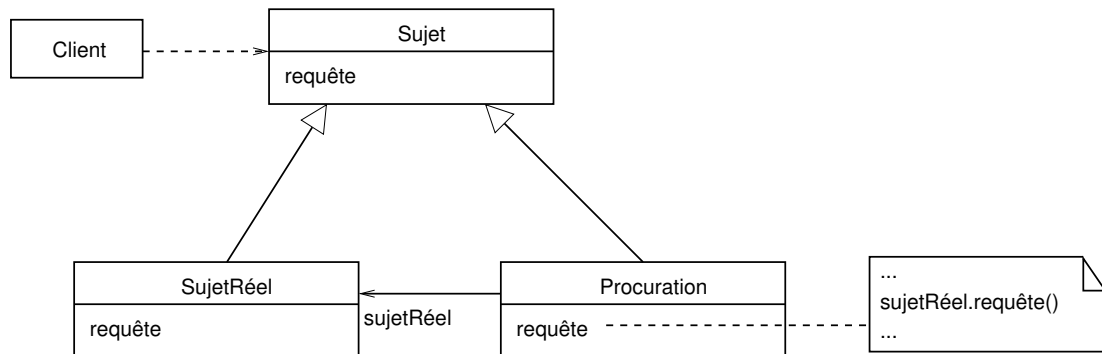 Client
Sujet
requête
SujetRéel
requête
sujetRéel
Procuration
requête
...
sujetRéel.requête()
...